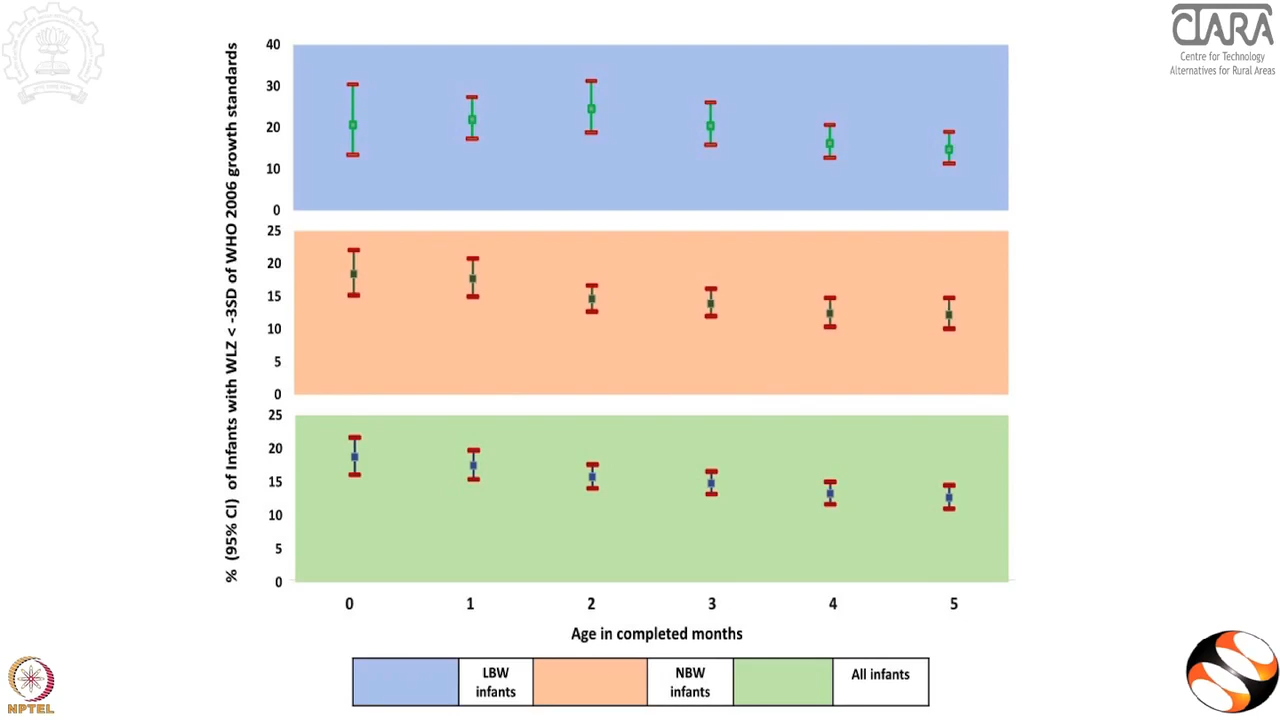 CTARA
Centre for Technology
Alternatives for Rural Areas
% (95% CI) of Infants with WLZ < -3SD of WHO 2006 growth standards
40
30
20
10
0
25
20
15
10
5
0
25
20
15
10
5
0
0 1 2 3 4 5
Age in completed months
LBW
infants
NBW
infants
All infants
NPTEL